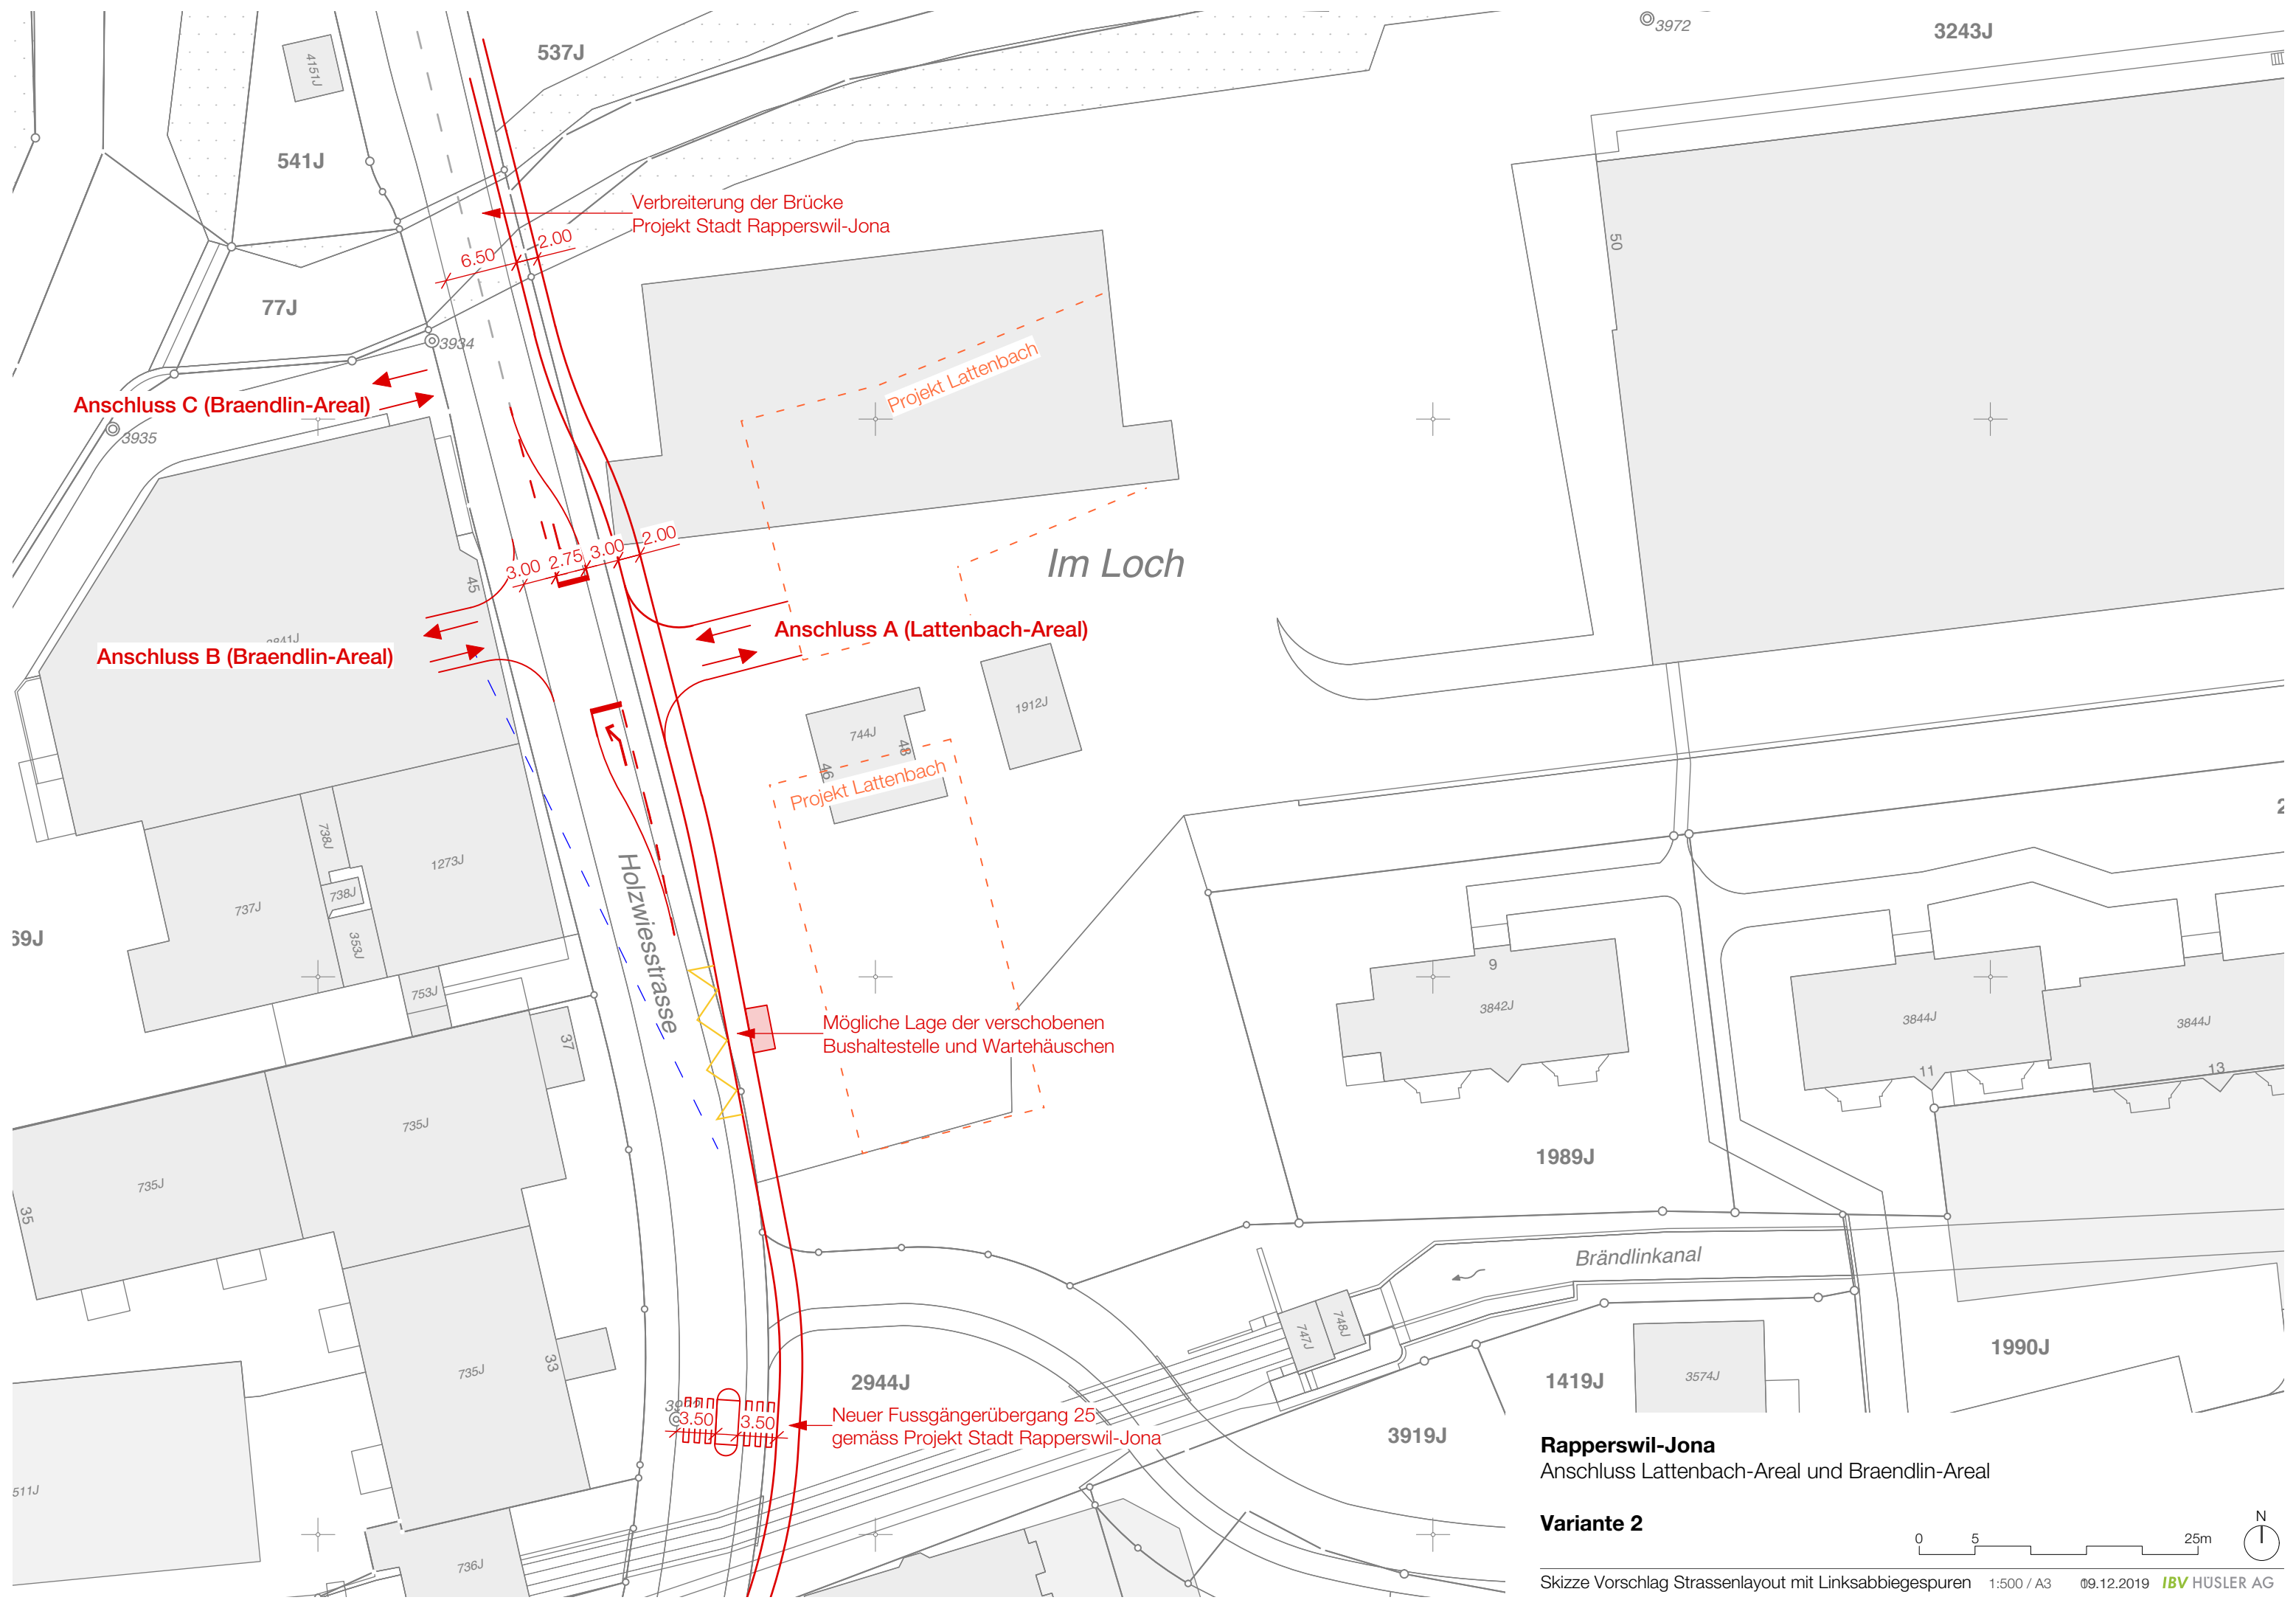 3972
3243J
537J
4151J
541J
Verbreiterung der Brücke
Projekt Stadt Rapperswil-Jona
6.50
2.00
50
77J
3934
Projekt Lattenbach
Anschluss C (Braendlin-Areal)
3935
3.00
2.75
3.00
2.00
Im Loch
45
Anschluss A (Lattenbach-Areal)
Anschluss B (Braendlin-Areal)
1912J
744J
48
46
Projekt Lattenbach
738J
1273J
738J
737J
353J
Holzwiesstrasse
69J
753J
9
3842J
3844J
3844J
Mögliche Lage der verschobenen
Bushaltestelle und Wartehäuschen
37
11
13
735J
1989J
735J
35
Brändlinkanal
747J
748J
735J
33
2944J
1419J
3574J
1990J
3.50
3.50
Neuer Fussgängerübergang 25
gemäss Projekt Stadt Rapperswil-Jona
3919J
511J
736J
Rapperswil-Jona
Anschluss Lattenbach-Areal und Braendlin-Areal
Variante 2
0
5
25m
N
Skizze Vorschlag Strassenlayout mit Linksabbiegespuren
1:500 / A3
09.12.2019
IBV HÜSLER AG